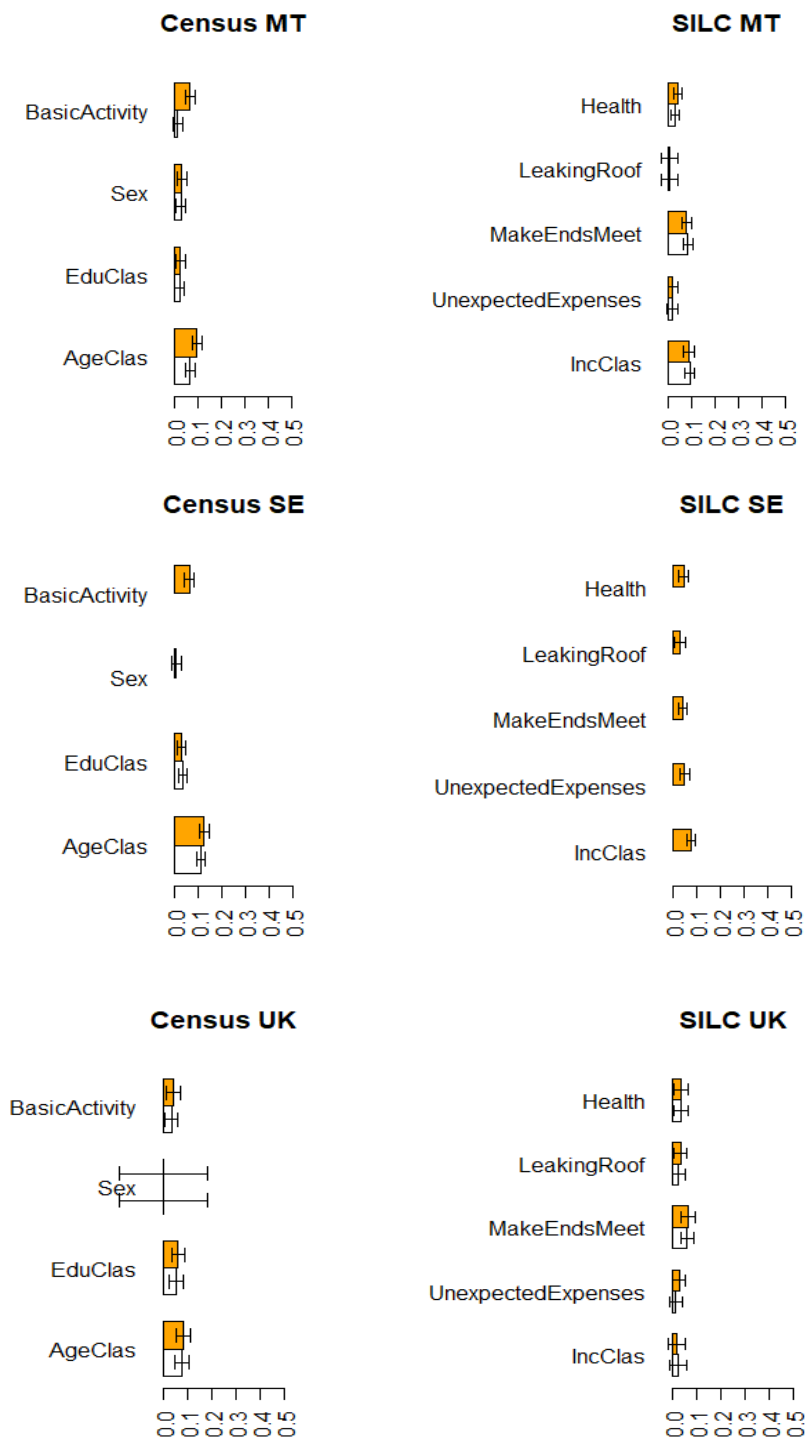 Census MT
BasicActivity
Sex
EduClas
AgeClas
0.0
0.1
0.2
0.3
0.4
0.5
SILC MT
Health
LeakingRoof
MakeEndsMeet
UnexpectedExpenses
IncClas
0.0
0.1
0.2
0.3
0.4
0.5
Census SE
BasicActivity
Sex
EduClas
AgeClas
0.0
0.1
0.2
0.3
0.4
0.5
SILC SE
Health
LeakingRoof
MakeEndsMeet
UnexpectedExpenses
IncClas
0.0
0.1
0.2
0.3
0.4
0.5
Census UK
BasicActivity
Sex
EduClas
AgeClas
0.0
0.1
0.2
0.3
0.4
0.5
SILC UK
Health
LeakingRoof
MakeEndsMeet
UnexpectedExpenses
IncClas
0.0
0.1
0.2
0.3
0.4
0.5